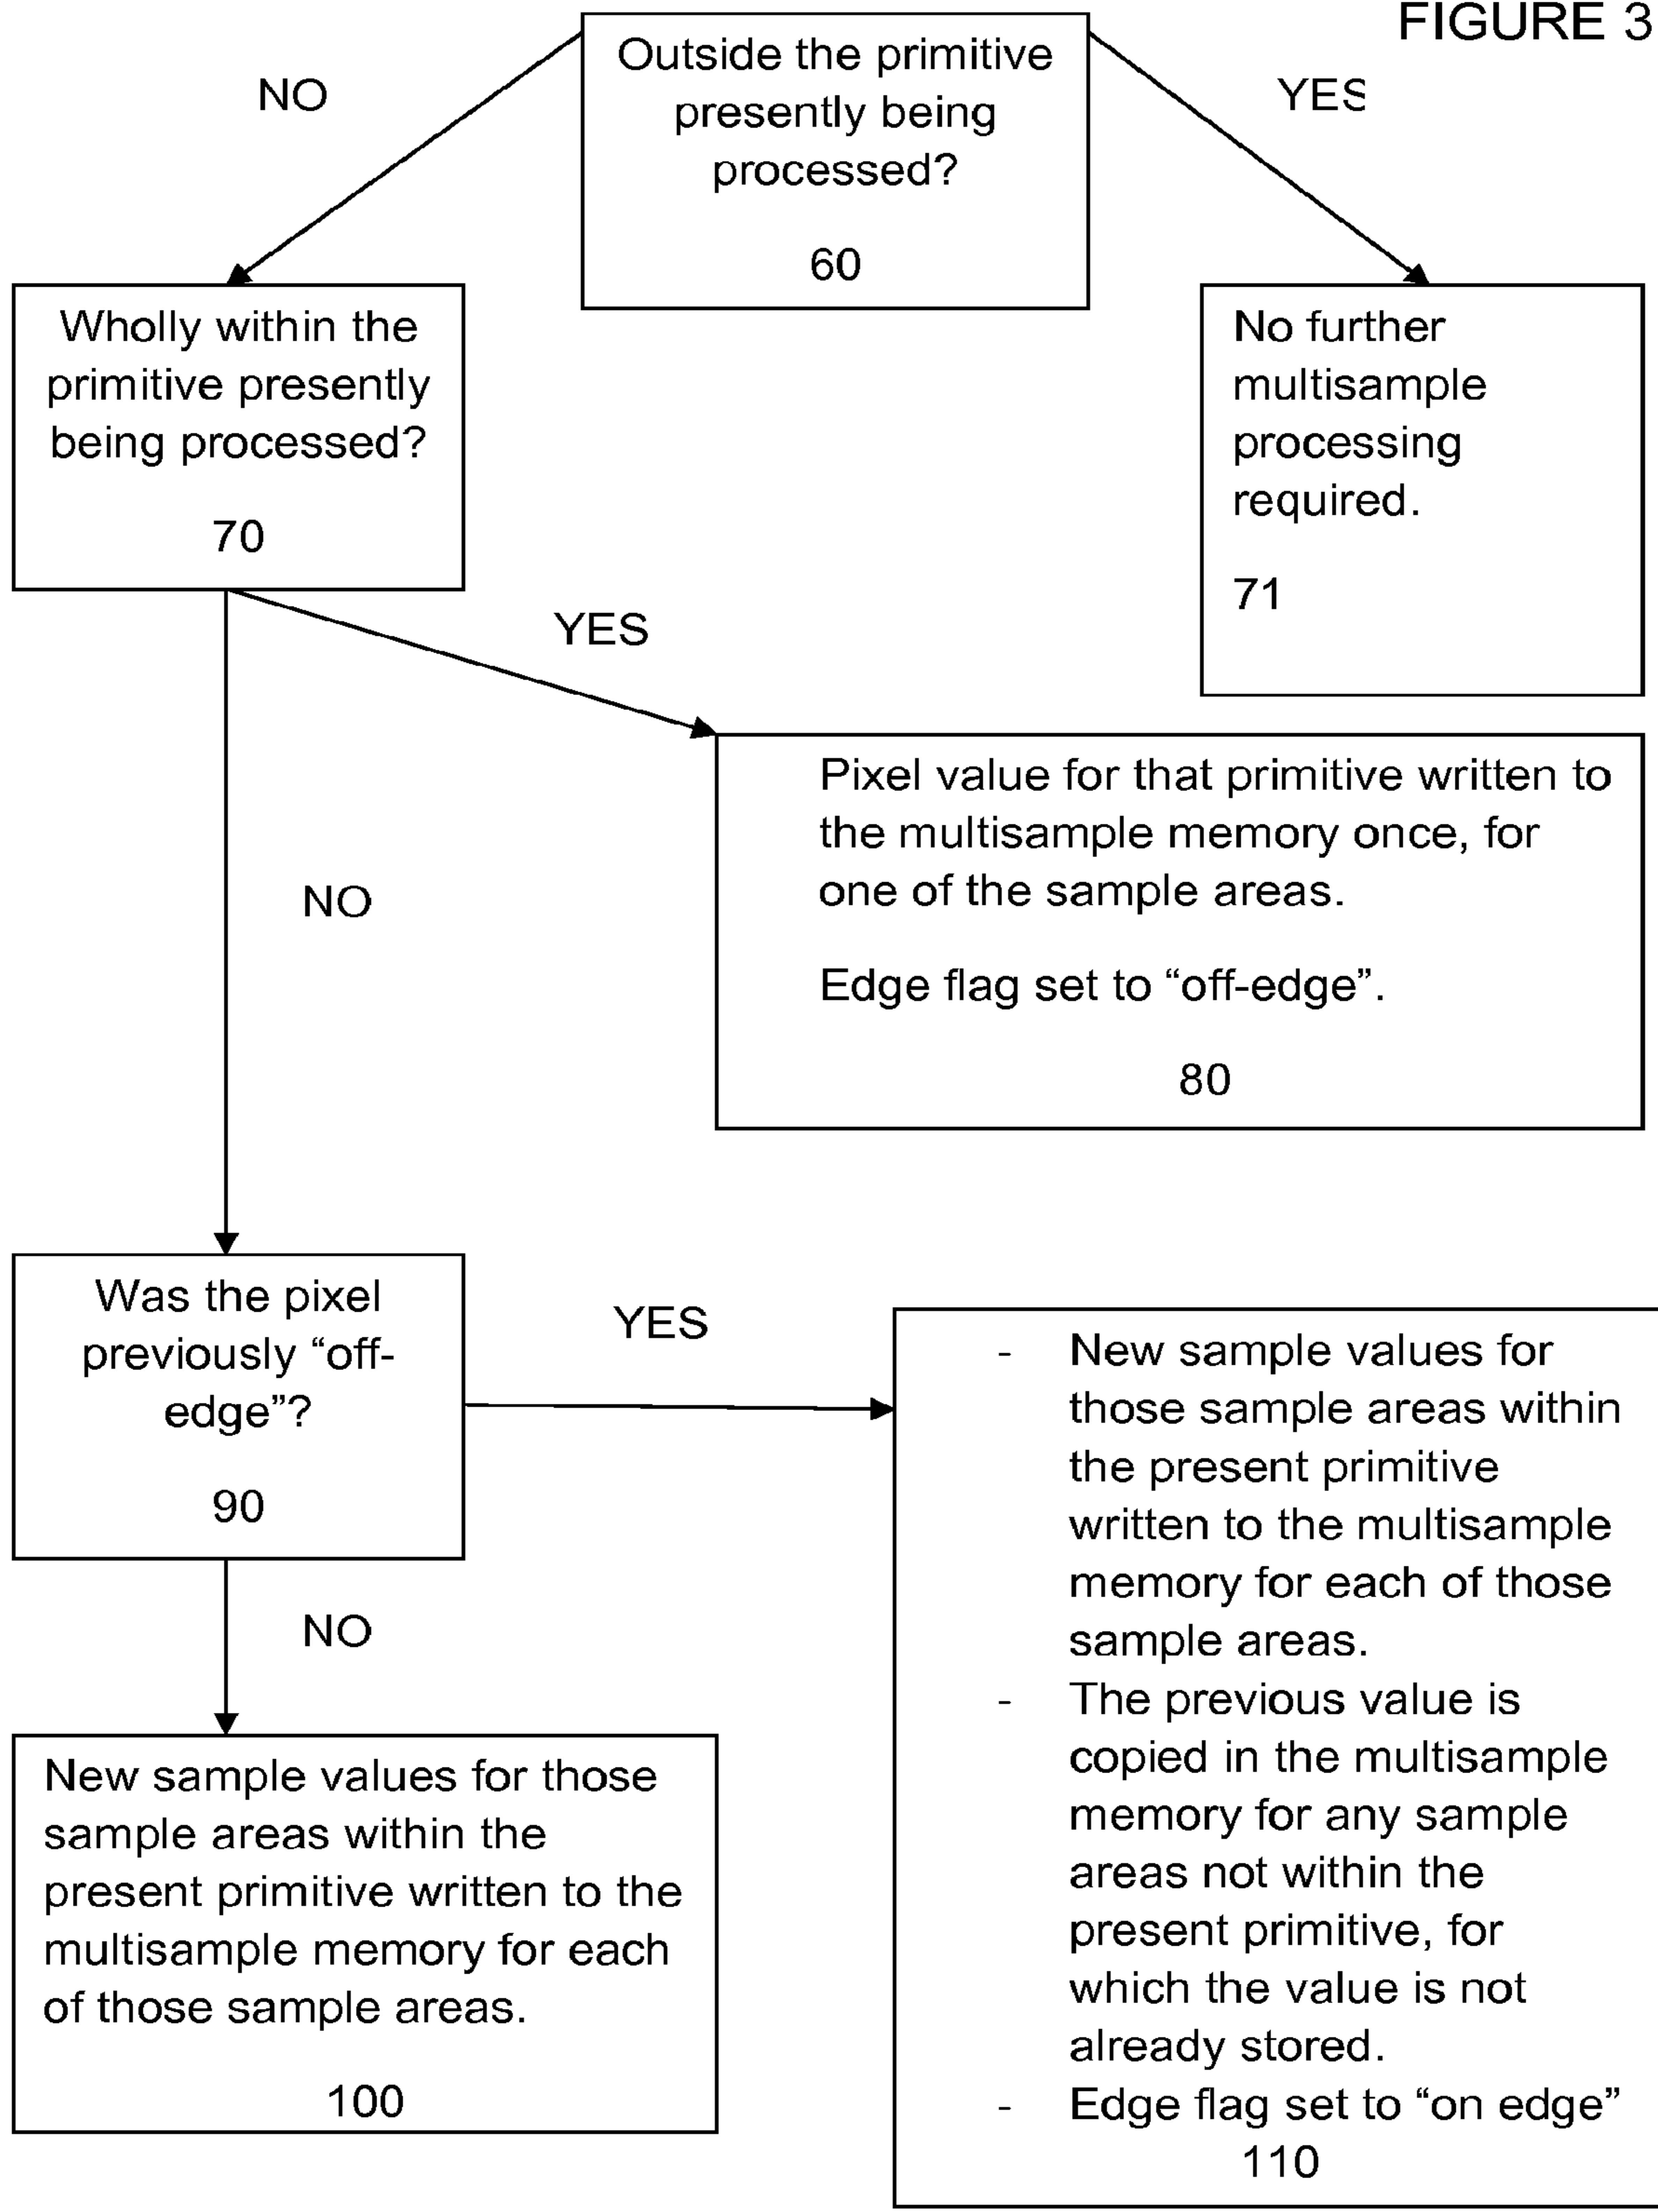 FIGURE 3
Outside the primitive
presently being
processed?
60
NO
YES
Wholly within the
primitive presently
being processed?
70
No further
multisample
processing
required.
71
YES
Pixel value for that primitive written to
the multisample memory once, for
one of the sample areas.
Edge flag set to “off-edge”.
80
NO
Was the pixel
previously “off-
edge”?
90
YES
- New sample values for
those sample areas within
the present primitive
written to the multisample
memory for each of those
sample areas.
- The previous value is
copied in the multisample
memory for any sample
areas not within the
present primitive, for
which the value is not
already stored.
- Edge flag set to “on edge”
110
NO
New sample values for those
sample areas within the
present primitive written to the
multisample memory for each
of those sample areas.
100